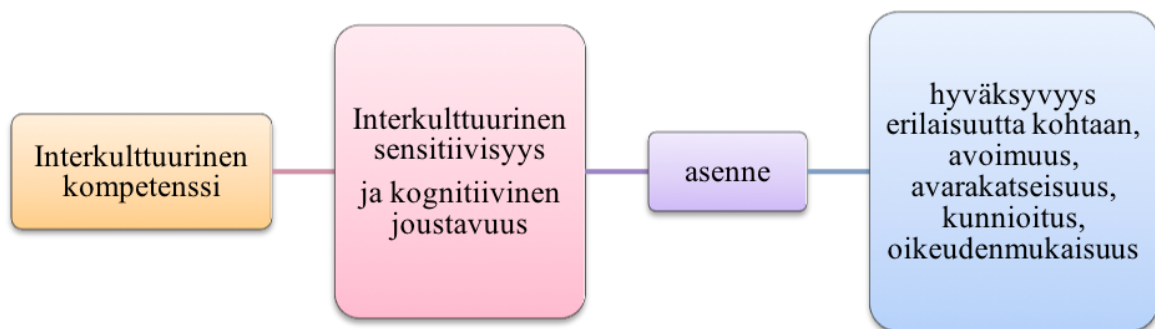 Interkulttuurinen
kompetenssi
Interkulttuurinen
sensitiivisyys
ja kognitiivinen
joustavuus
asenne
hyväksyvyys
erilaisuutta kohtaan,
avoimuus,
avarakatseisuus,
kunnioitus,
oikeudenmukaisuus